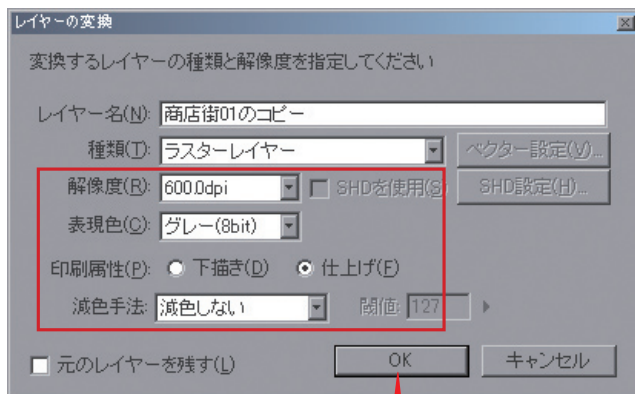 レイヤーの変換
変換するレイヤーの種類と解像度を指定してください
レイヤー名(N): 商店街01のコピー
種類(T): ラスターレイヤー ベクター設定(V)...
解像度(R): 600.0dpi SHDを使用(S) SHD設定(H)...
表現色(C): グレー(8bit)
印刷属性(P): 下描き(D) 仕上げ(F)
減色手法: 減色しない 閾値: 127
元のレイヤーを残す(L) OK キャンセル